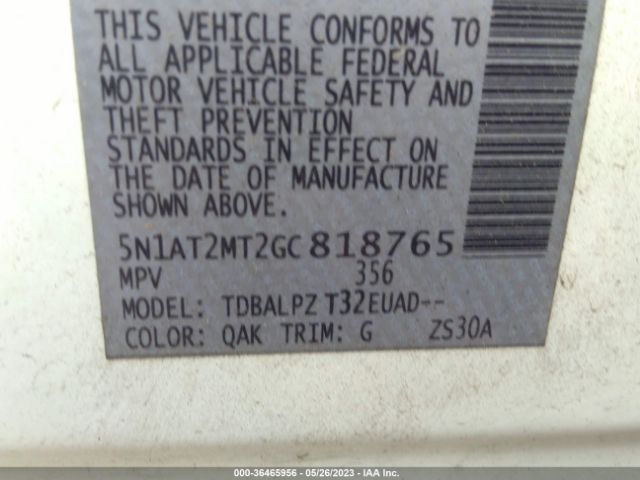 THIS VEHICLE CONFORMS TO
ALL APPLICABLE FEDERAL
MOTOR VEHICLE SAFETY AND
THEFT PREVENTION
STANDARDS IN EFFECT ON
THE DATE OF MANUFACTURE
SHOWN ABOVE.
5N1AT2MT2GC818765
MPV 356
MODEL: TDBALPZ T32EUAD--
COLOR: QAK TRIM: G ZS30A
000-36465956 - 05/26/2023 - IAA Inc.